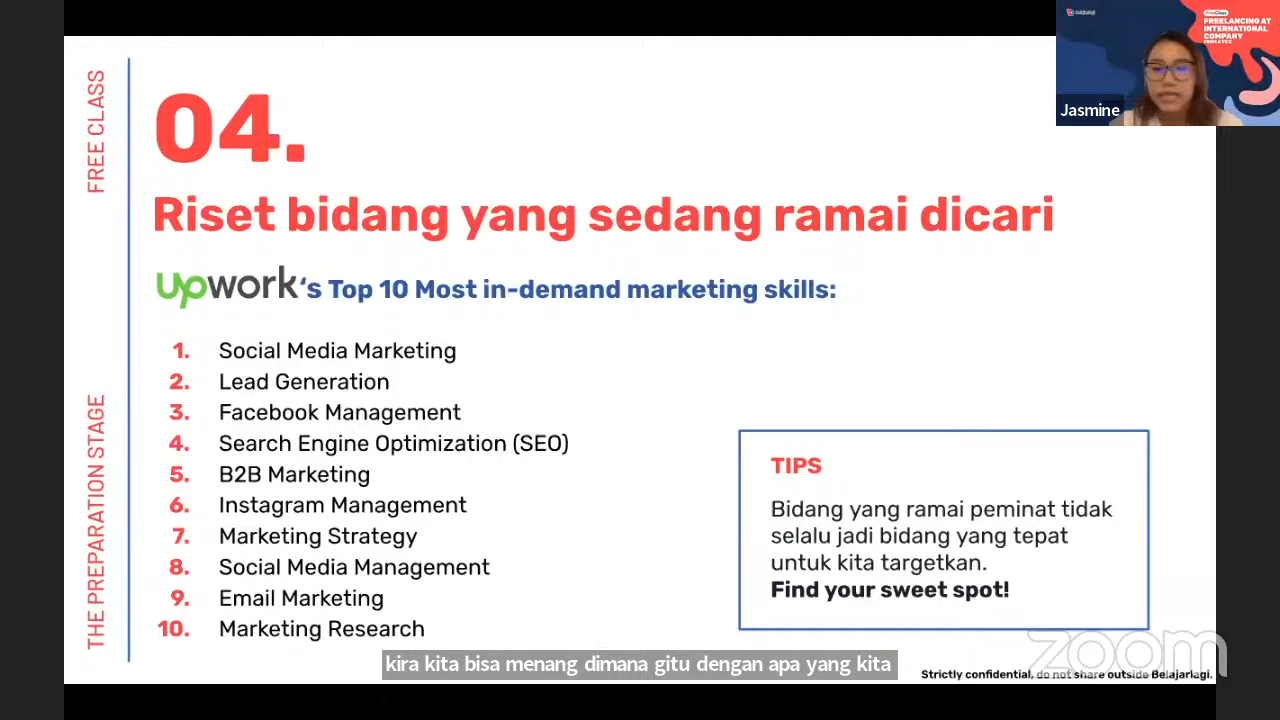 FREE CLASS
THE PREPARATION STAGE
04.
Riset bidang yang sedang ramai dicari
Upwork's Top 10 Most in-demand marketing skills:
1. Social Media Marketing
2. Lead Generation
3. Facebook Management
4. Search Engine Optimization (SEO)
5. B2B Marketing
6. Instagram Management
7. Marketing Strategy
8. Social Media Management
9. Email Marketing
10. Marketing Research
TIPS
Bidang yang ramai peminat tidak
selalu jadi bidang yang tepat
untuk kita targetkan.
Find your sweet spot!
kira kita bisa menang dimana gitu dengan apa yang kita
zoom
Strictly confidential, do not share outside Belajarlagi.
belajarlagi
FreeClass
FREELANCING AT
INTERNATIONAL
COMPANY
FROM A TO Z
Jasmine